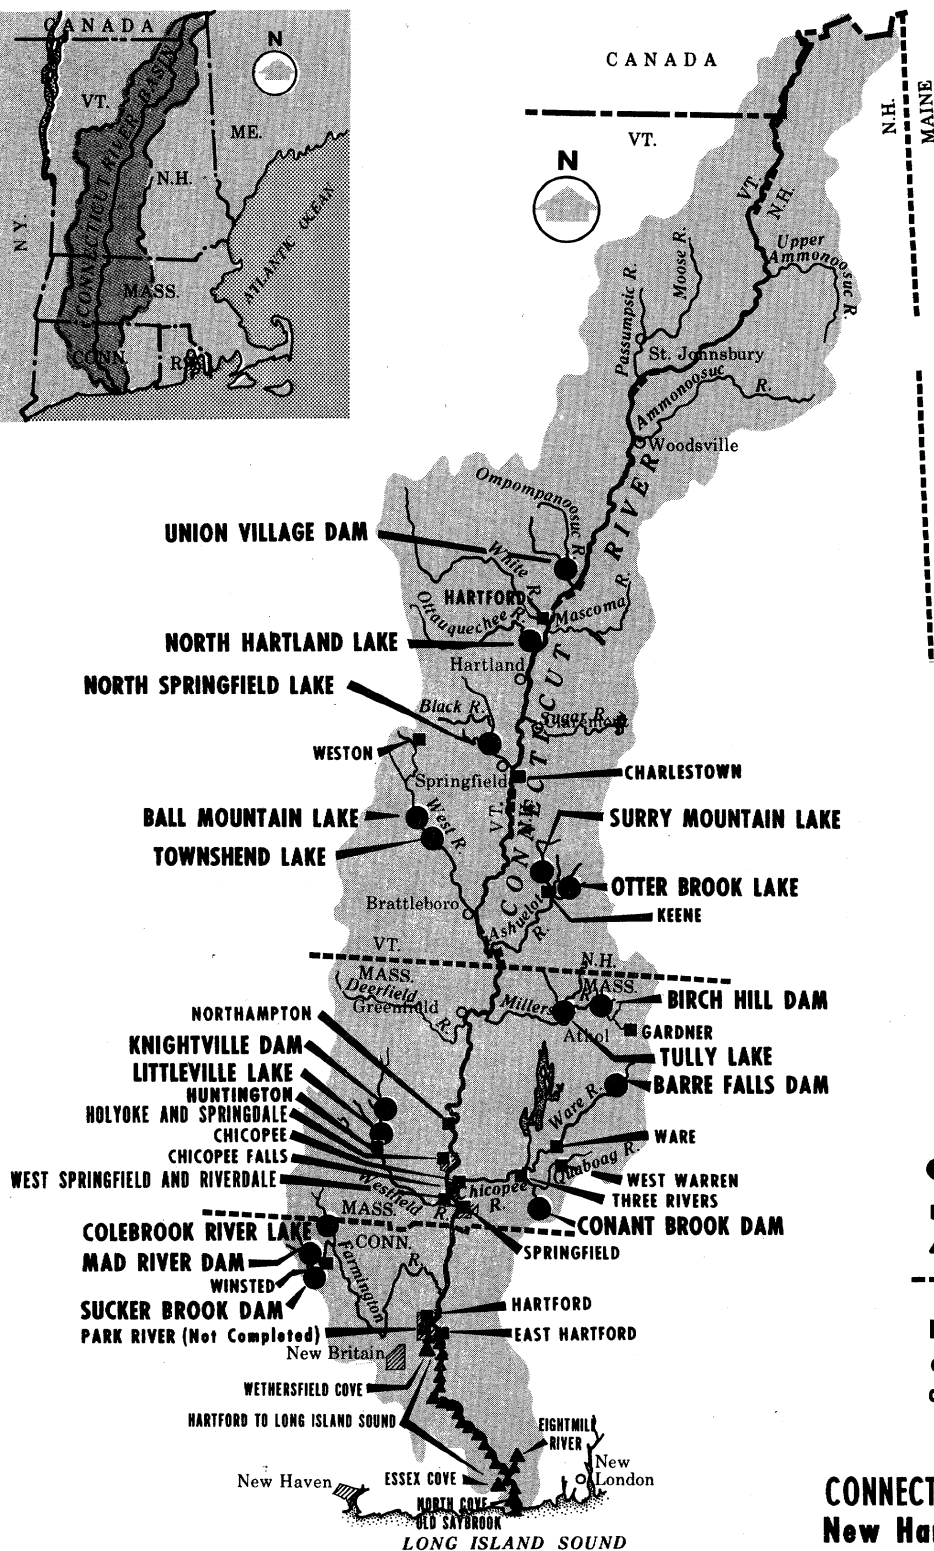 CANADA
N
VT.
ME.
N.H.
N.Y.
CONNECTICUT RIVER BASIN
ATLANTIC OCEAN
MASS.
CONN.
R.I.
CANADA
VT.
N.H.
MAINE
N
VT.
N.H.
Upper
Ammonoosuc R.
Moose R.
Passumpsic R.
St. Johnsbury
Ammonoosuc R.
Woodsville
Ompompanoosuc R.
CONNECTICUT RIVER
UNION VILLAGE DAM
White R.
HARTFORD
Mascoma R.
Ottauquechee R.
NORTH HARTLAND LAKE
Hartland
NORTH SPRINGFIELD LAKE
Black R.
Sugar R.
Claremont
WESTON
Springfield
CHARLESTOWN
BALL MOUNTAIN LAKE
West R.
VT.
N.H.
SURRY MOUNTAIN LAKE
TOWNSHEND LAKE
OTTER BROOK LAKE
Brattleboro
KEENE
Ashuelot R.
VT.
N.H.
MASS.
MASS.
Deerfield R.
Greenfield
Millers R.
BIRCH HILL DAM
NORTHAMPTON
Athol
GARDNER
KNIGHTVILLE DAM
TULLY LAKE
LITTLEVILLE LAKE
BARRE FALLS DAM
HUNTINGTON
HOLYOKE AND SPRINGDALE
Ware R.
CHICOPEE
WARE
CHICOPEE FALLS
Quaboag R.
WEST SPRINGFIELD AND RIVERDALE
WEST WARREN
Westfield R.
Chicopee R.
THREE RIVERS
MASS.
COLEBROOK RIVER LAKE
CONANT BROOK DAM
CONN.
SPRINGFIELD
MAD RIVER DAM
Farmington R.
WINSTED
SUCKER BROOK DAM
HARTFORD
PARK RIVER (Not Completed)
EAST HARTFORD
New Britain
WETHERSFIELD COVE
HARTFORD TO LONG ISLAND SOUND
EIGHTMILE
RIVER
ESSEX COVE
New
London
New Haven
NORTH COVE
OLD SAYBROOK
LONG ISLAND SOUND
CONNECT
New Ha